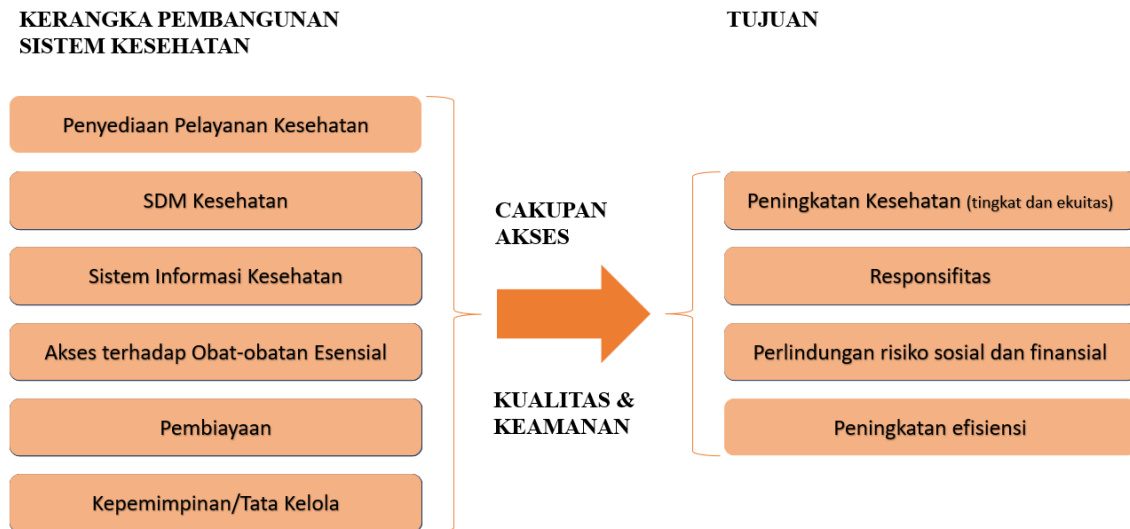 KERANGKA PEMBANGUNAN
SISTEM KESEHATAN
Penyediaan Pelayanan Kesehatan
SDM Kesehatan
Sistem Informasi Kesehatan
Akses terhadap Obat-obatan Esensial
Pembiayaan
Kepemimpinan/Tata Kelola
CAKUPAN
AKSES
KUALITAS &
KEAMANAN
TUJUAN
Peningkatan Kesehatan (tingkat dan ekuitas)
Responsifitas
Perlindungan risiko sosial dan finansial
Peningkatan efisiensi